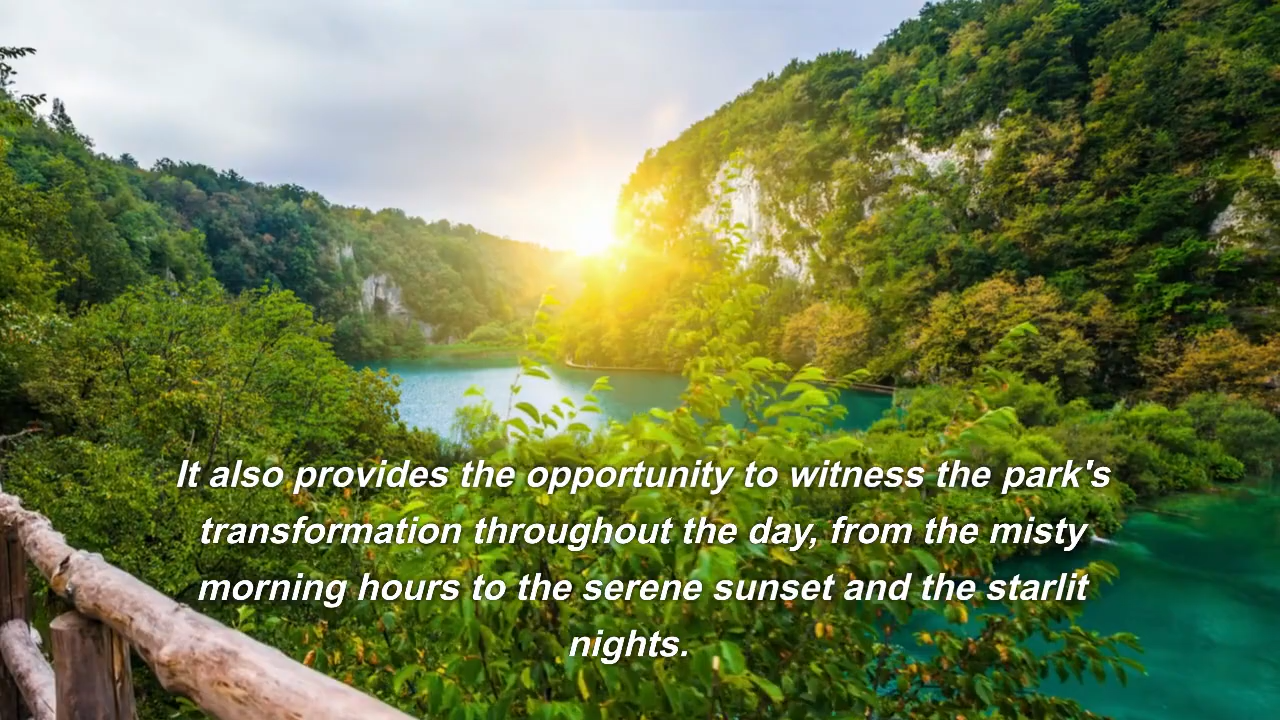 It also provides the opportunity to witness the park's
transformation throughout the day, from the misty
morning hours to the serene sunset and the starlit
nights.